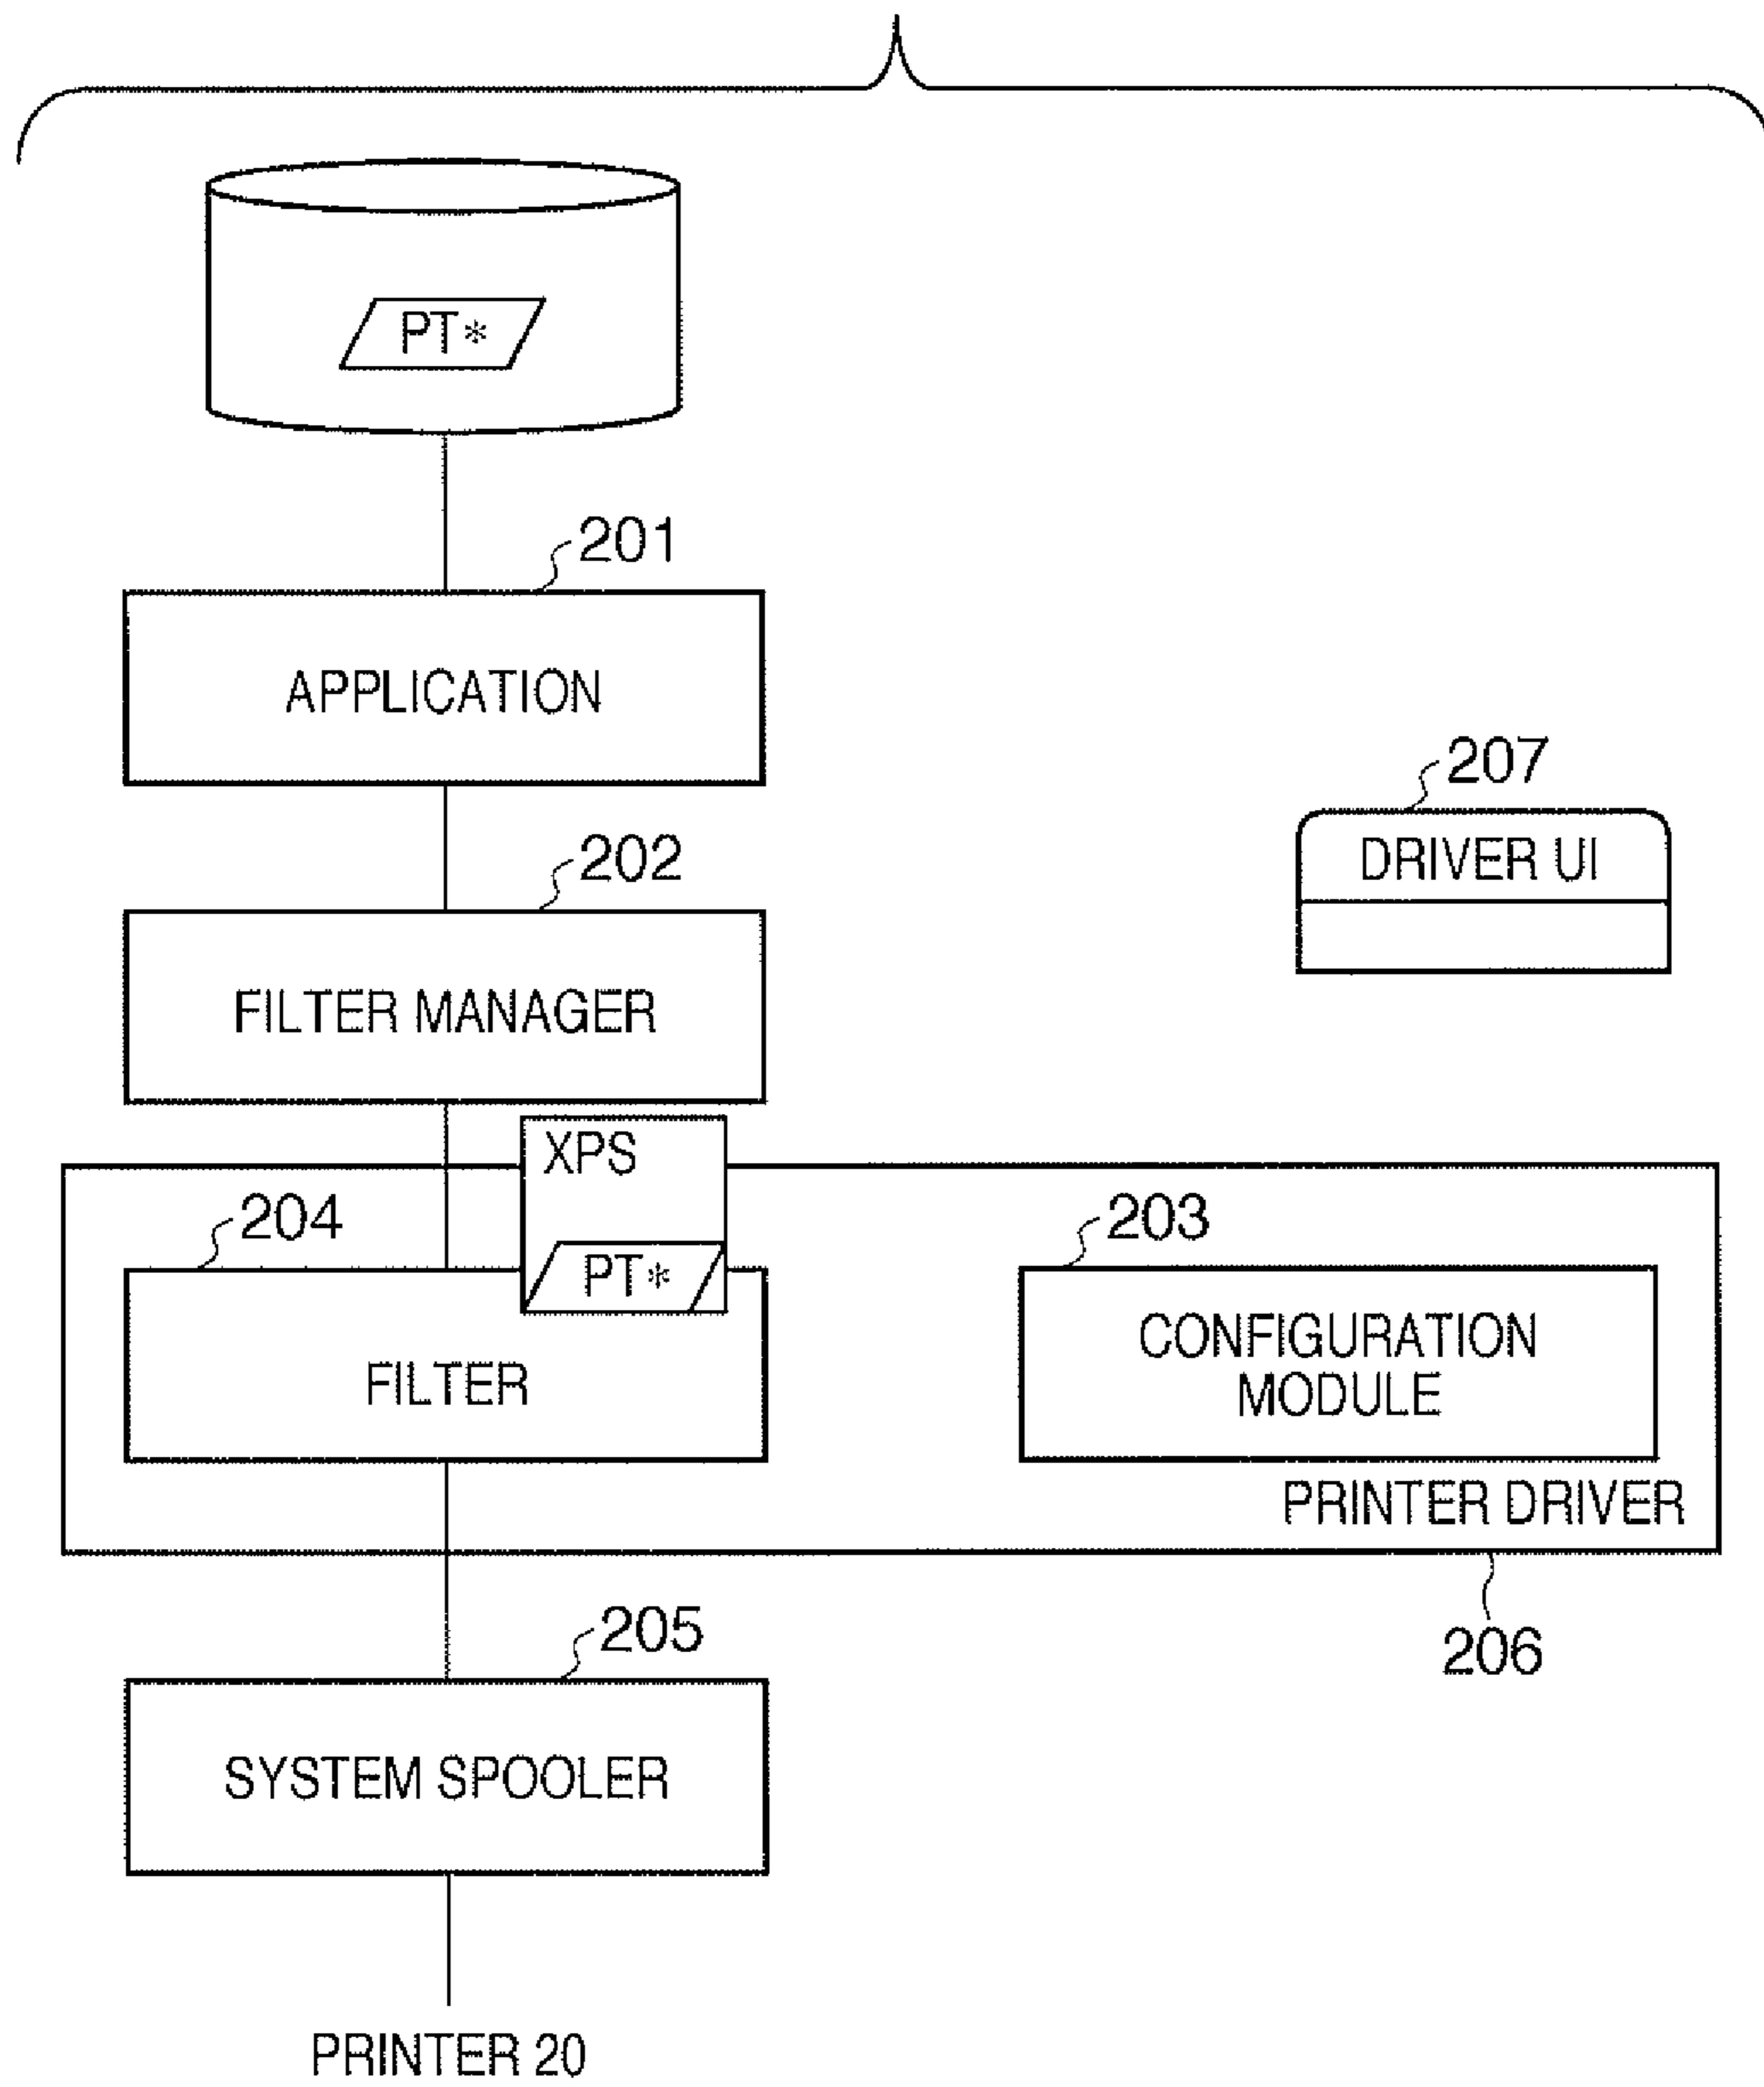 PT*
201
APPLICATION
207
DRIVER UI
202
FILTER MANAGER
XPS
204
203
PT*
CONFIGURATION
MODULE
FILTER
PRINTER DRIVER
206
205
SYSTEM SPOOLER
PRINTER 20